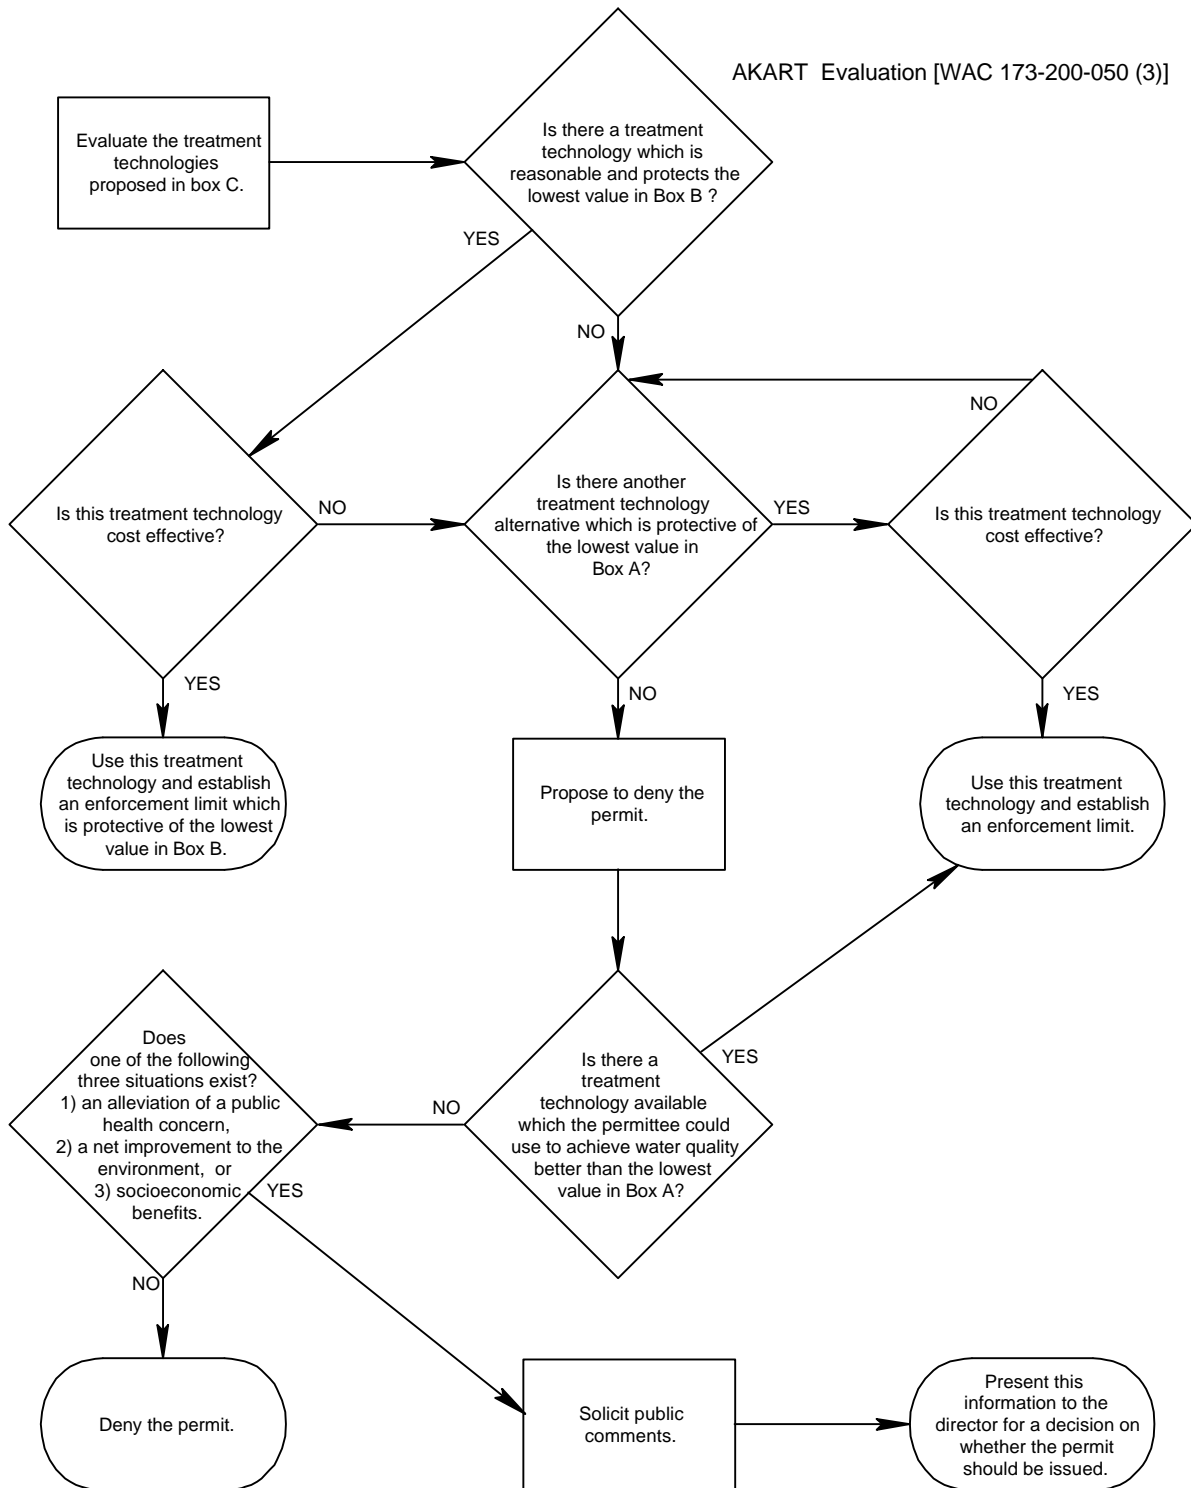 AKART Evaluation [WAC 173-200-050 (3)]
Evaluate the treatment
technologies
proposed in box C.
Is there a treatment
technology which is
reasonable and protects the
lowest value in Box B ?
YES
NO
Is this treatment technology
cost effective?
NO
YES
Is there another
treatment technology
alternative which is protective of
the lowest value in
Box A?
YES
NO
NO
Is this treatment technology
cost effective?
YES
Use this treatment
technology and establish
an enforcement limit which
is protective of the lowest
value in Box B.
Propose to deny the
permit.
Use this treatment
technology and establish
an enforcement limit.
Does
one of the following
three situations exist?
1) an alleviation of a public
health concern,
2) a net improvement to the
environment, or
3) socioeconomic
benefits.
YES
NO
NO
Is there a
treatment
technology available
which the permittee could
use to achieve water quality
better than the lowest
value in Box A?
YES
Deny the permit.
Solicit public
comments.
Present this
information to the
director for a decision on
whether the permit
should be issued.